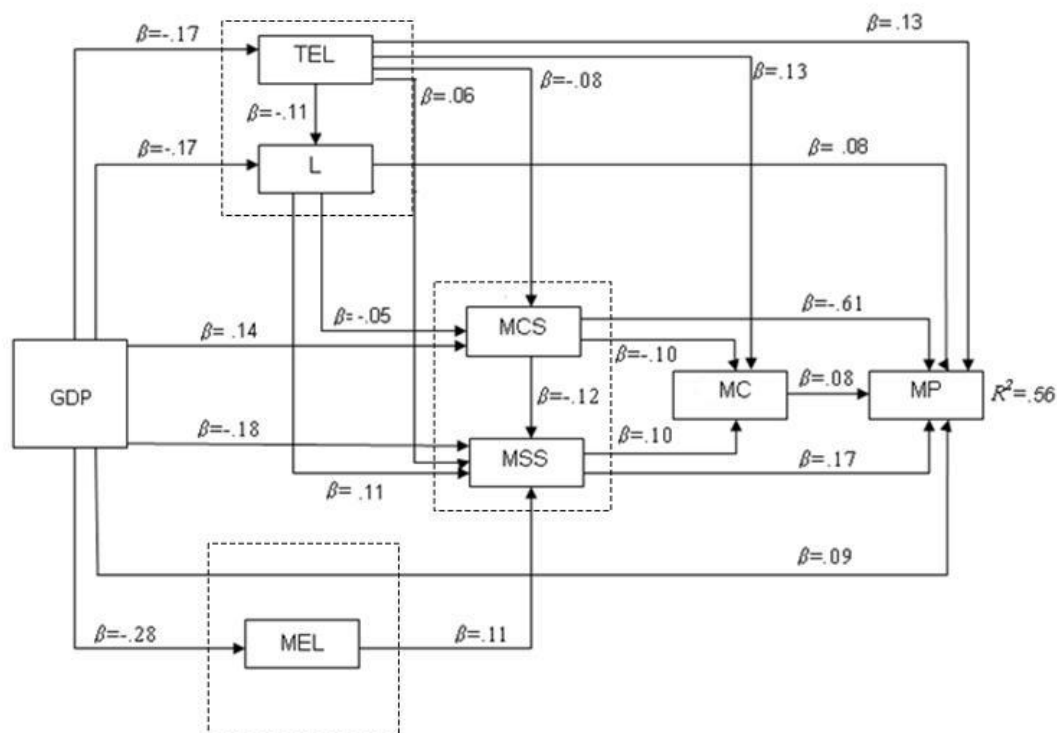 β=-.17
TEL
β=.13
β=-.08
β=.13
β=.06
β=-.11
β=-.17
L
β= .08
β=-.05
MCS
β=-.61
β= .14
β=-.10
GDP
MC
β=.08
MP
R²=.56
β=-.12
β=-.18
MSS
β=.10
β=.17
β= .11
β=.09
β=-.28
MEL
β=.11